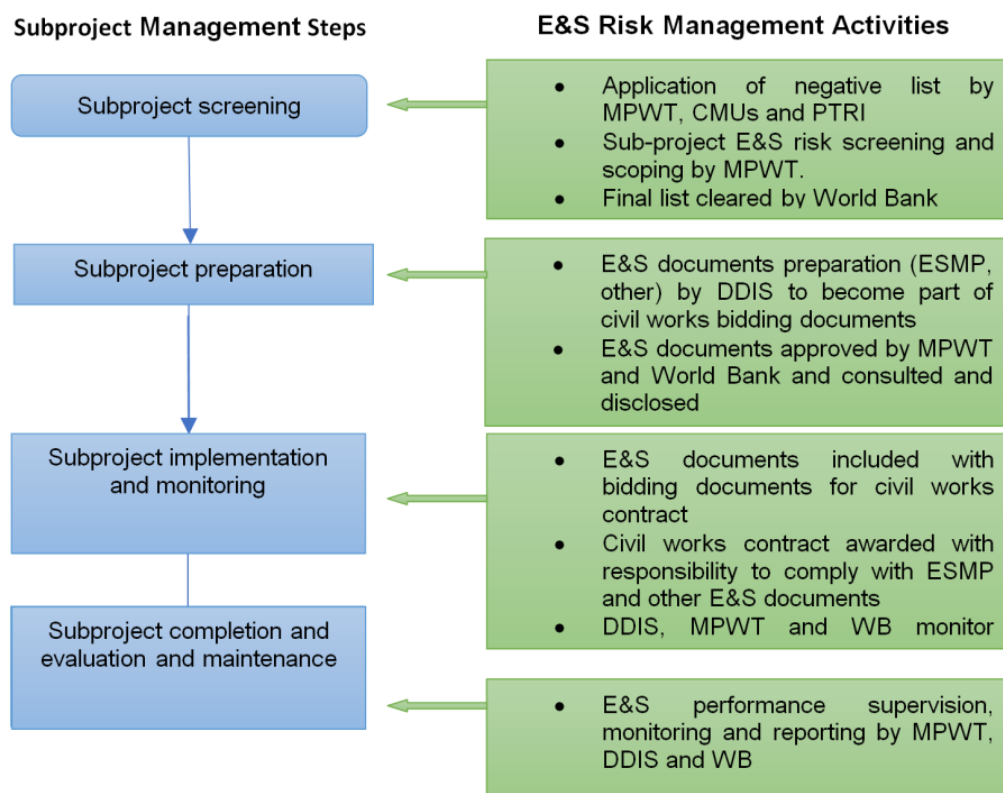 Subproject Management Steps
E&S Risk Management Activities
Subproject screening
• Application of negative list by
MPWT, CMUs and PTRI
• Sub-project E&S risk screening and
scoping by MPWT.
• Final list cleared by World Bank
Subproject preparation
• E&S documents preparation (ESMP,
other) by DDIS to become part of
civil works bidding documents
• E&S documents approved by MPWT
and World Bank and consulted and
disclosed
Subproject implementation
and monitoring
• E&S documents included with
bidding documents for civil works
contract
• Civil works contract awarded with
responsibility to comply with ESMP
and other E&S documents
• DDIS, MPWT and WB monitor
Subproject completion and
evaluation and maintenance
• E&S performance supervision,
monitoring and reporting by MPWT,
DDIS and WB